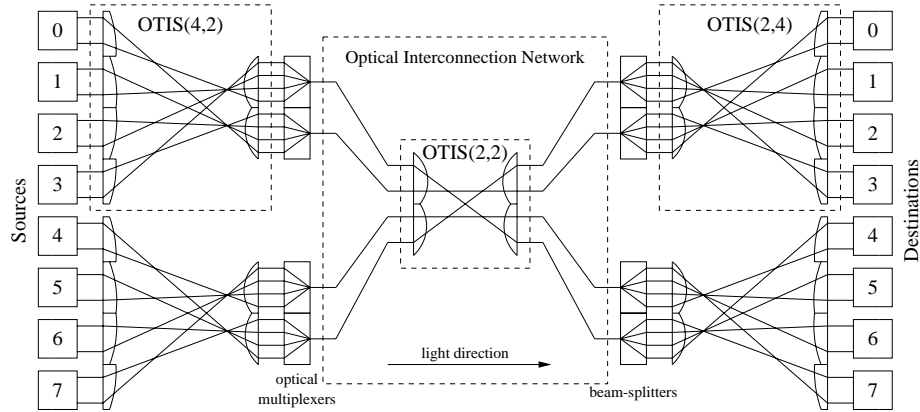 OTIS(4,2)
OTIS(2,4)
Optical Interconnection Network
OTIS(2,2)
Sources
0
1
2
3
4
5
6
7
optical
multiplexers
light direction
beam-splitters
0
1
2
3
4
5
6
7
Destinations